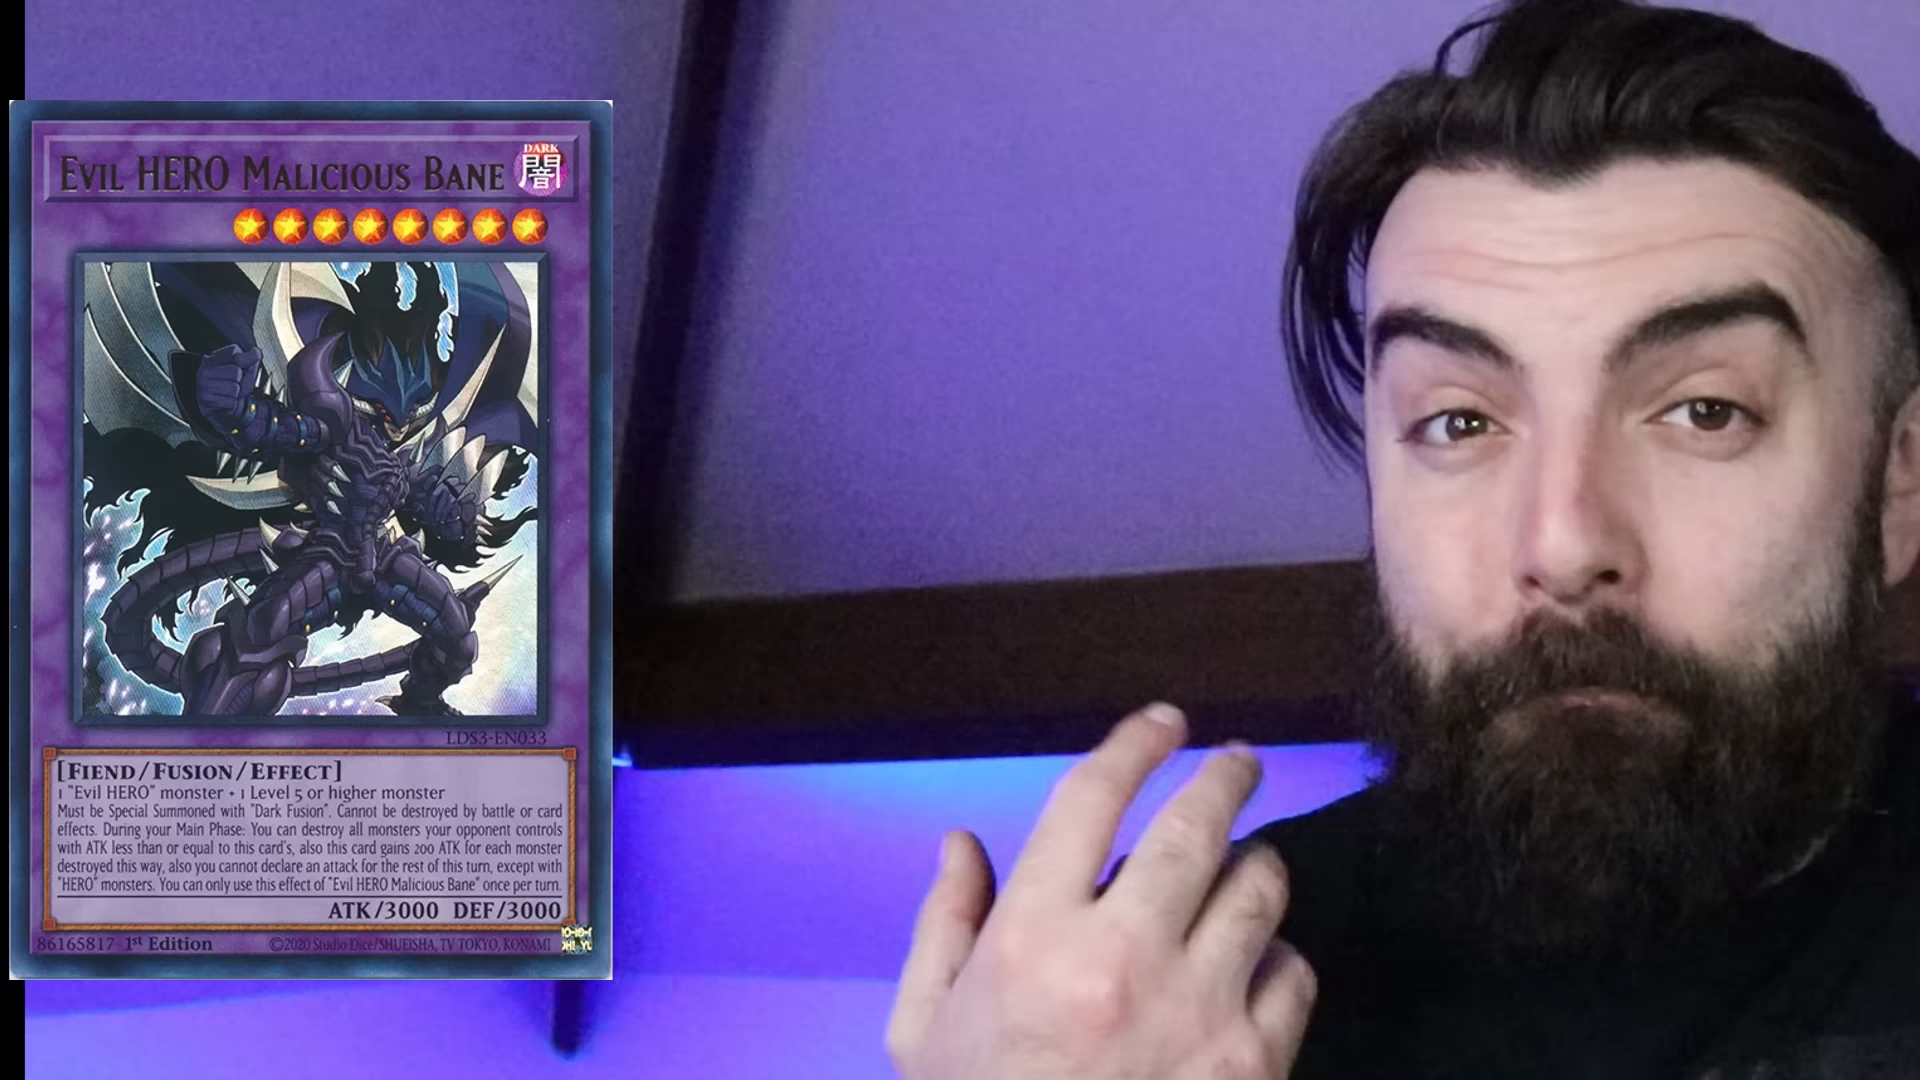 EVIL HERO MALICIOUS BANE
DARK
闇
LDS3-EN033
[FIEND/FUSION/EFFECT]
1 "Evil HERO" monster + 1 Level 5 or higher monster
Must be Special Summoned with "Dark Fusion". Cannot be destroyed by battle or card
effects. During your Main Phase: You can destroy all monsters your opponent controls
with ATK less than or equal to this card's, also this card gains 200 ATK for each monster
destroyed this way, also you cannot declare an attack for the rest of this turn, except with
"HERO" monsters. You can only use this effect of "Evil HERO Malicious Bane" once per turn.
ATK/3000 DEF/3000
86165817 1st Edition ©2020 Studio Dice/SHUEISHA, TV TOKYO, KONAMI